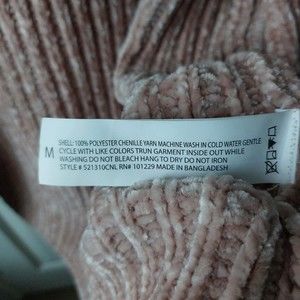 SHELL: 100% POLYESTER CHENILLE YARN MACHINE WASH IN COLD WATER GENTLE
CYCLE WITH LIKE COLORS TRUN GARMENT INSIDE OUT WHILE
M
WASHING DO NOT BLEACH HANG TO DRY DO NOT IRON
STYLE # 521310CNL RN# 101229 MADE IN BANGLADESH